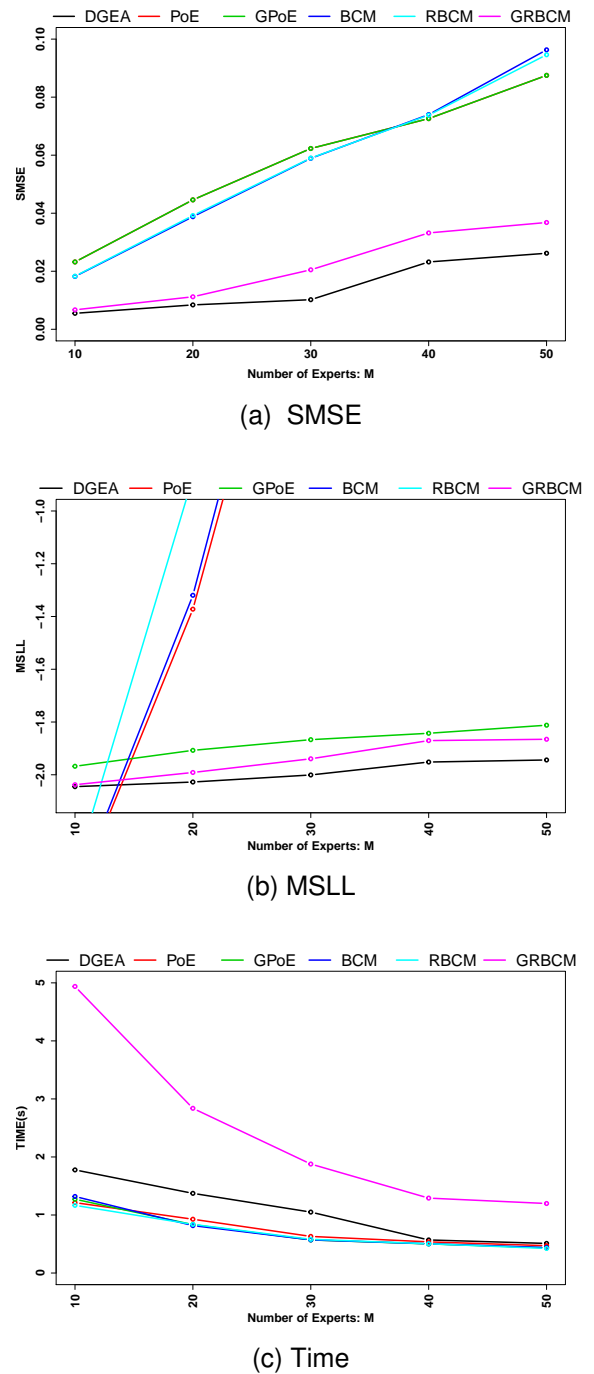 DGEA PoE GPoE BCM RBCM GRBCM
0.10
0.08
0.06
0.04
0.02
0.00
SMSE
10 20 30 40 50
Number of Experts: M
(a) SMSE
DGEA PoE GPoE BCM RBCM GRBCM
−1.0
−1.2
−1.4
−1.6
−1.8
−2.0
MSLL
10 20 30 40 50
Number of Experts: M
(b) MSLL
DGEA PoE GPoE BCM RBCM GRBCM
5
4
3
2
1
0
TIME(s)
10 20 30 40 50
Number of Experts: M
(c) Time